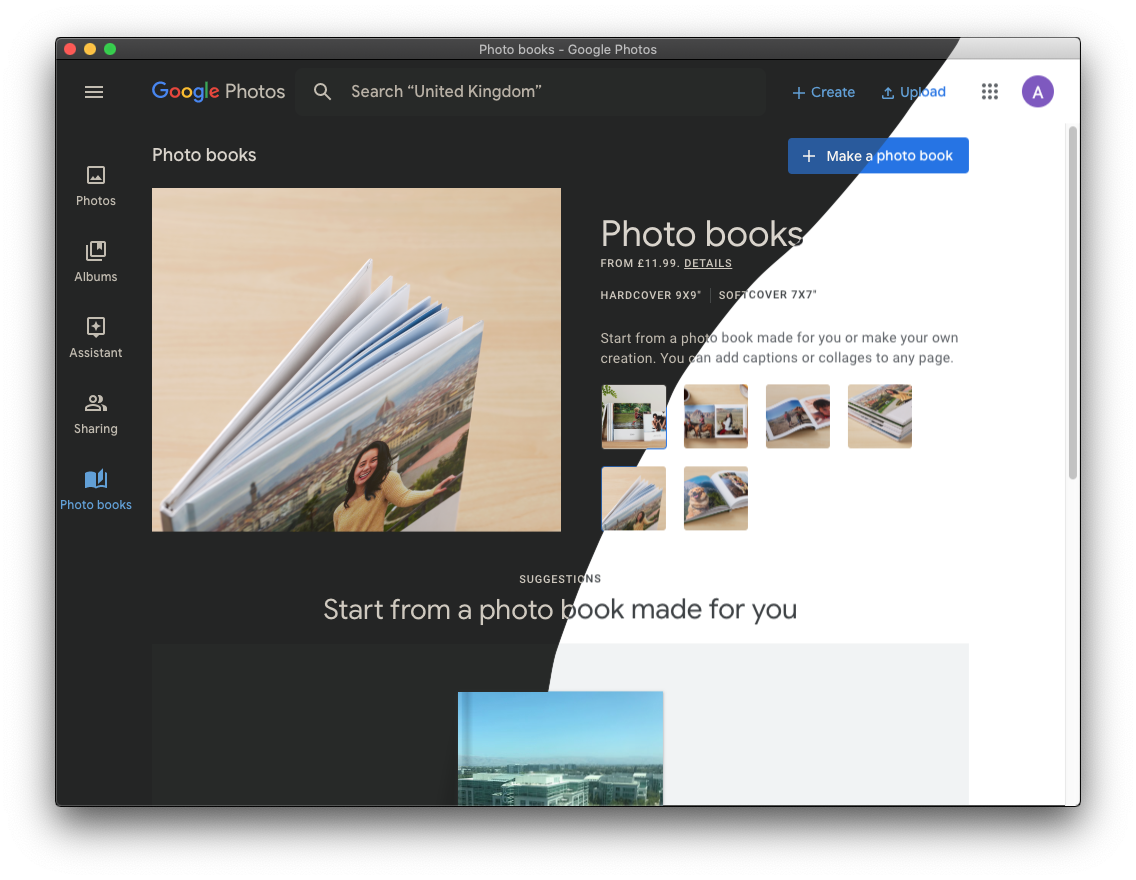 Photo books - Google Photos
Google Photos
Search “United Kingdom”
Create
Upload
A
Photo books
Make a photo book
Photos
Albums
Assistant
Sharing
Photo books
Photo books
FROM £11.99. DETAILS
HARDCOVER 9X9" SOFTCOVER 7X7"
Start from a photo book made for you or make your own
creation. You can add captions or collages to any page.
SUGGESTIONS
Start from a photo book made for you